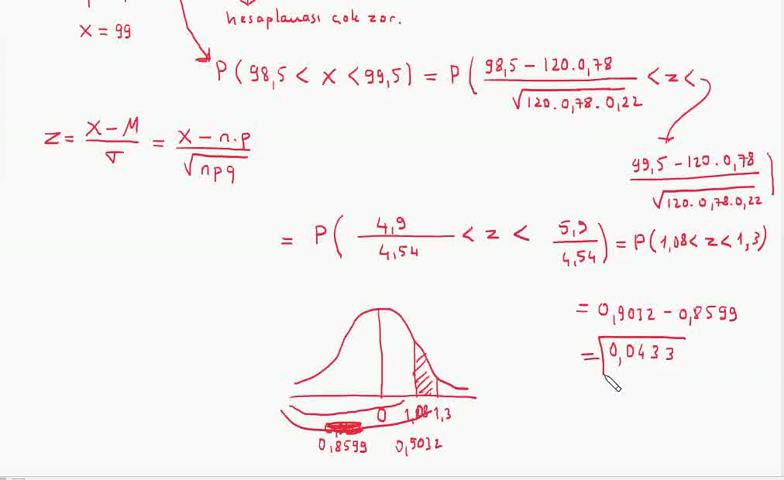 hesaplanası çok zor.
x = 99
P ( 98,5 < x < 99,5 ) = P ( (98,5 - 120.0,78) / √(120.0,78.0,22) < z <
z = (x - M) / σ = (x - n.p) / √(npq)
(99,5 - 120.0,78) / √(120.0,78.0,22) )
= P ( 4,9 / 4,54 < z < 5,9 / 4,54 ) = P ( 1,08 < z < 1,3 )
= 0,9032 - 0,8599
= 0,0433
0 1,08 1,3
0,8599 0,5032